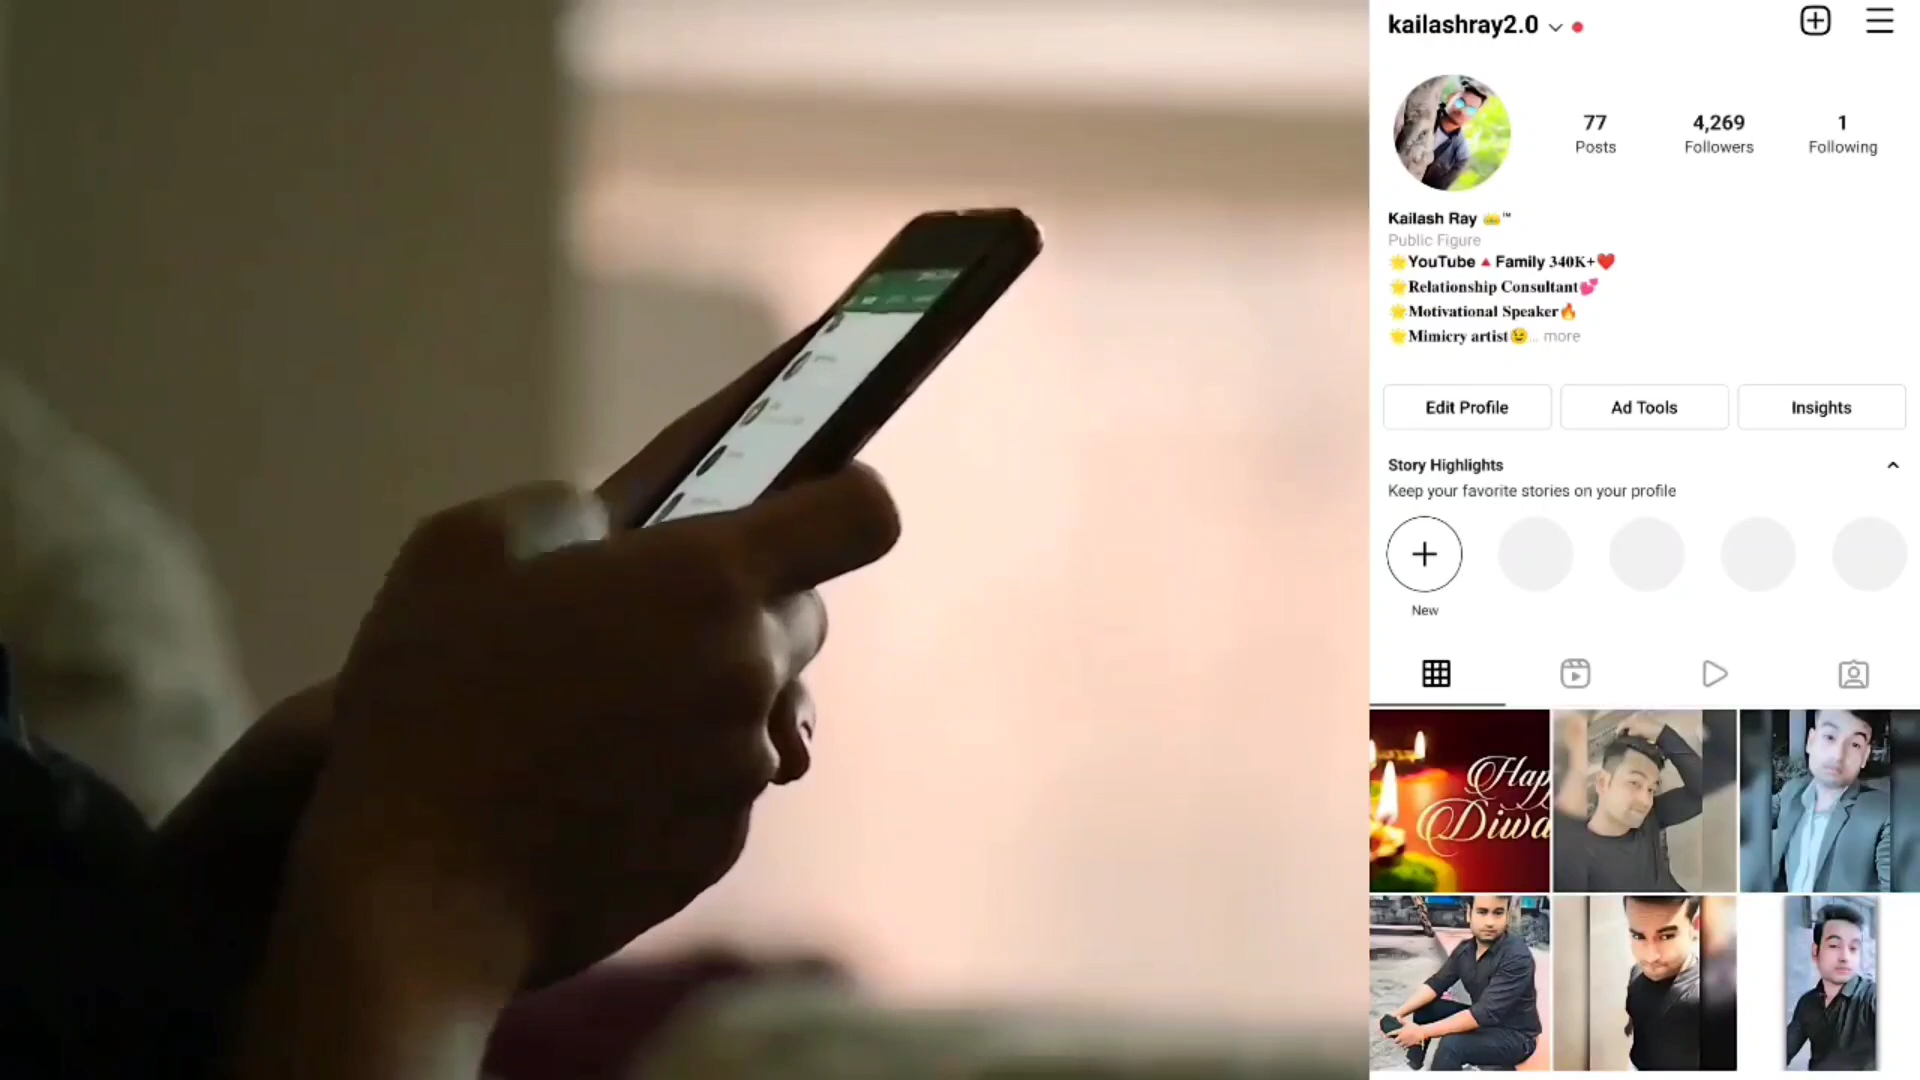 kailashray2.0
77
Posts
4,269
Followers
1
Following
Kailash Ray 👑™
Public Figure
🌟YouTube🔺Family 𝟑𝟒𝟎𝐊+❤️
🌟𝐑𝐞𝐥𝐚𝐭𝐢𝐨𝐧𝐬𝐡𝐢𝐩 𝐂𝐨𝐧𝐬𝐮𝐥𝐭𝐚𝐧𝐭💕
🌟𝐌𝐨𝐭𝐢𝐯𝐚𝐭𝐢𝐨𝐧𝐚𝐥 𝐒𝐩𝐞𝐚𝐤𝐞𝐫🔥
🌟𝐌𝐢𝐦𝐢𝐜𝐫𝐲 𝐚𝐫𝐭𝐢𝐬𝐭😉... more
Edit Profile
Ad Tools
Insights
Story Highlights
Keep your favorite stories on your profile
New
Happ
Diwa